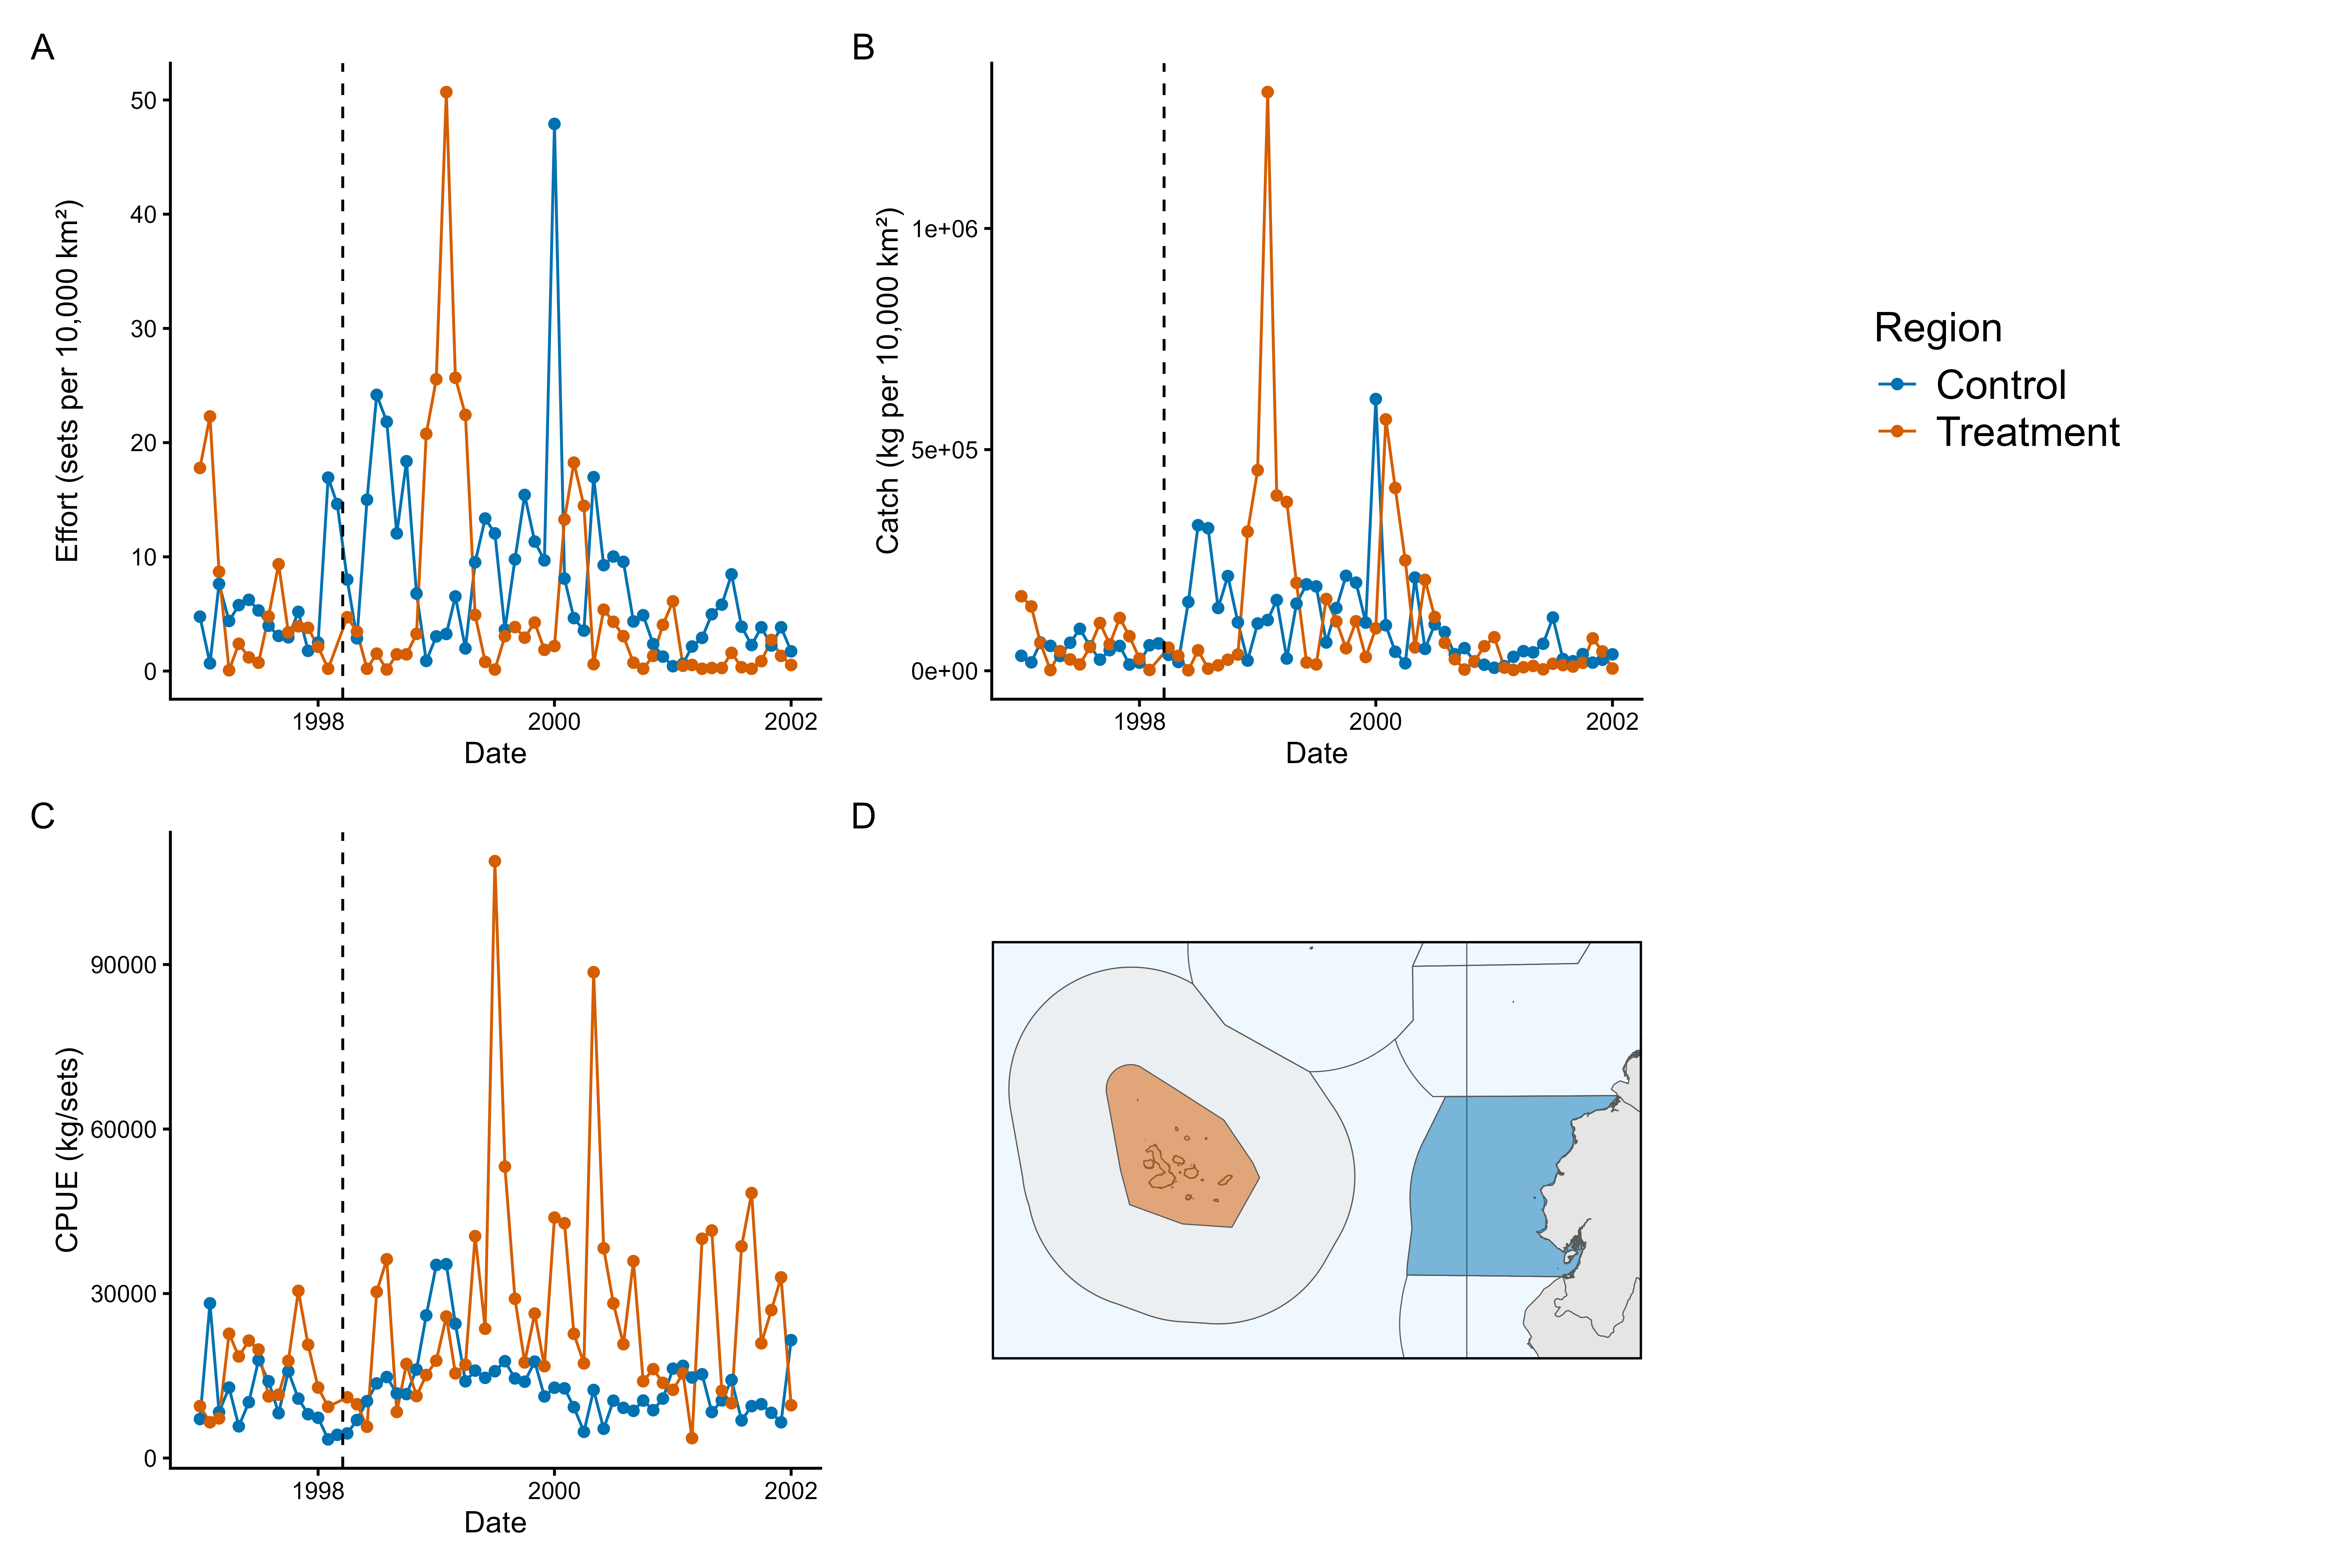 A
Effort (sets per 10,000 km²)
50
40
30
20
10
0
1998
2000
2002
Date
B
Catch (kg per 10,000 km²)
1e+06
5e+05
0e+00
1998
2000
2002
Date
Region
Control
Treatment
C
CPUE (kg/sets)
90000
60000
30000
0
1998
2000
2002
Date
D